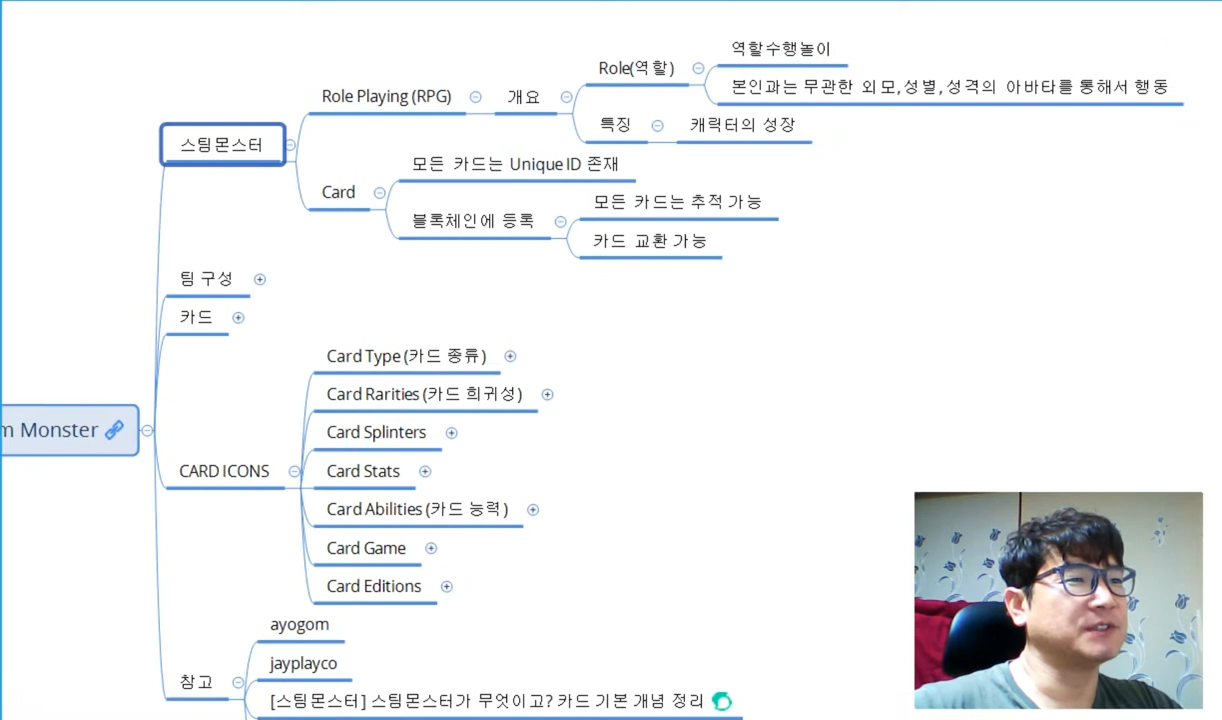 역할수행놀이
Role(역할)
본인과는 무관한 외모,성별,성격의 아바타를 통해서 행동
Role Playing (RPG)
개요
특징
캐릭터의 성장
스팀몬스터
모든 카드는 Unique ID 존재
Card
모든 카드는 추적 가능
블록체인에 등록
카드 교환 가능
팀 구성
카드
Card Type (카드 종류)
Card Rarities (카드 희귀성)
m Monster
Card Splinters
CARD ICONS
Card Stats
Card Abilities (카드 능력)
Card Game
Card Editions
ayogom
jayplayco
참고
[스팀몬스터] 스팀몬스터가 무엇이고? 카드 기본 개념 정리